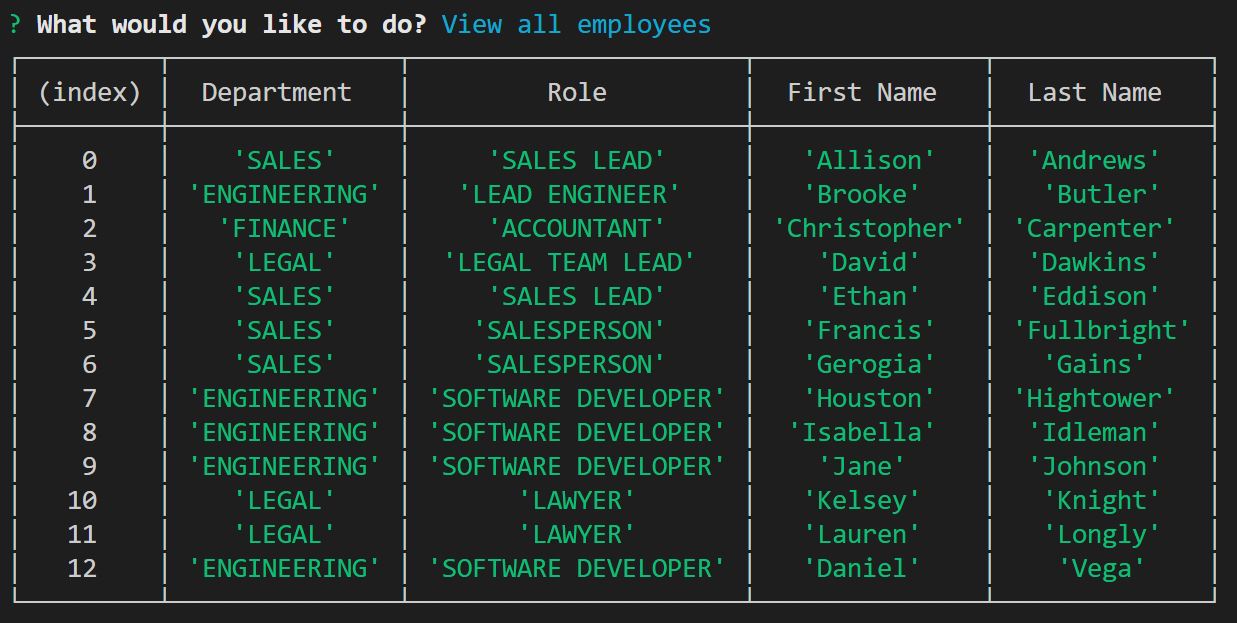 ? What would you like to do? View all employees
(index) Department Role First Name Last Name
0 'SALES' 'SALES LEAD' 'Allison' 'Andrews'
1 'ENGINEERING' 'LEAD ENGINEER' 'Brooke' 'Butler'
2 'FINANCE' 'ACCOUNTANT' 'Christopher' 'Carpenter'
3 'LEGAL' 'LEGAL TEAM LEAD' 'David' 'Dawkins'
4 'SALES' 'SALES LEAD' 'Ethan' 'Eddison'
5 'SALES' 'SALESPERSON' 'Francis' 'Fullbright'
6 'SALES' 'SALESPERSON' 'Gerogia' 'Gains'
7 'ENGINEERING' 'SOFTWARE DEVELOPER' 'Houston' 'Hightower'
8 'ENGINEERING' 'SOFTWARE DEVELOPER' 'Isabella' 'Idleman'
9 'ENGINEERING' 'SOFTWARE DEVELOPER' 'Jane' 'Johnson'
10 'LEGAL' 'LAWYER' 'Kelsey' 'Knight'
11 'LEGAL' 'LAWYER' 'Lauren' 'Longly'
12 'ENGINEERING' 'SOFTWARE DEVELOPER' 'Daniel' 'Vega'